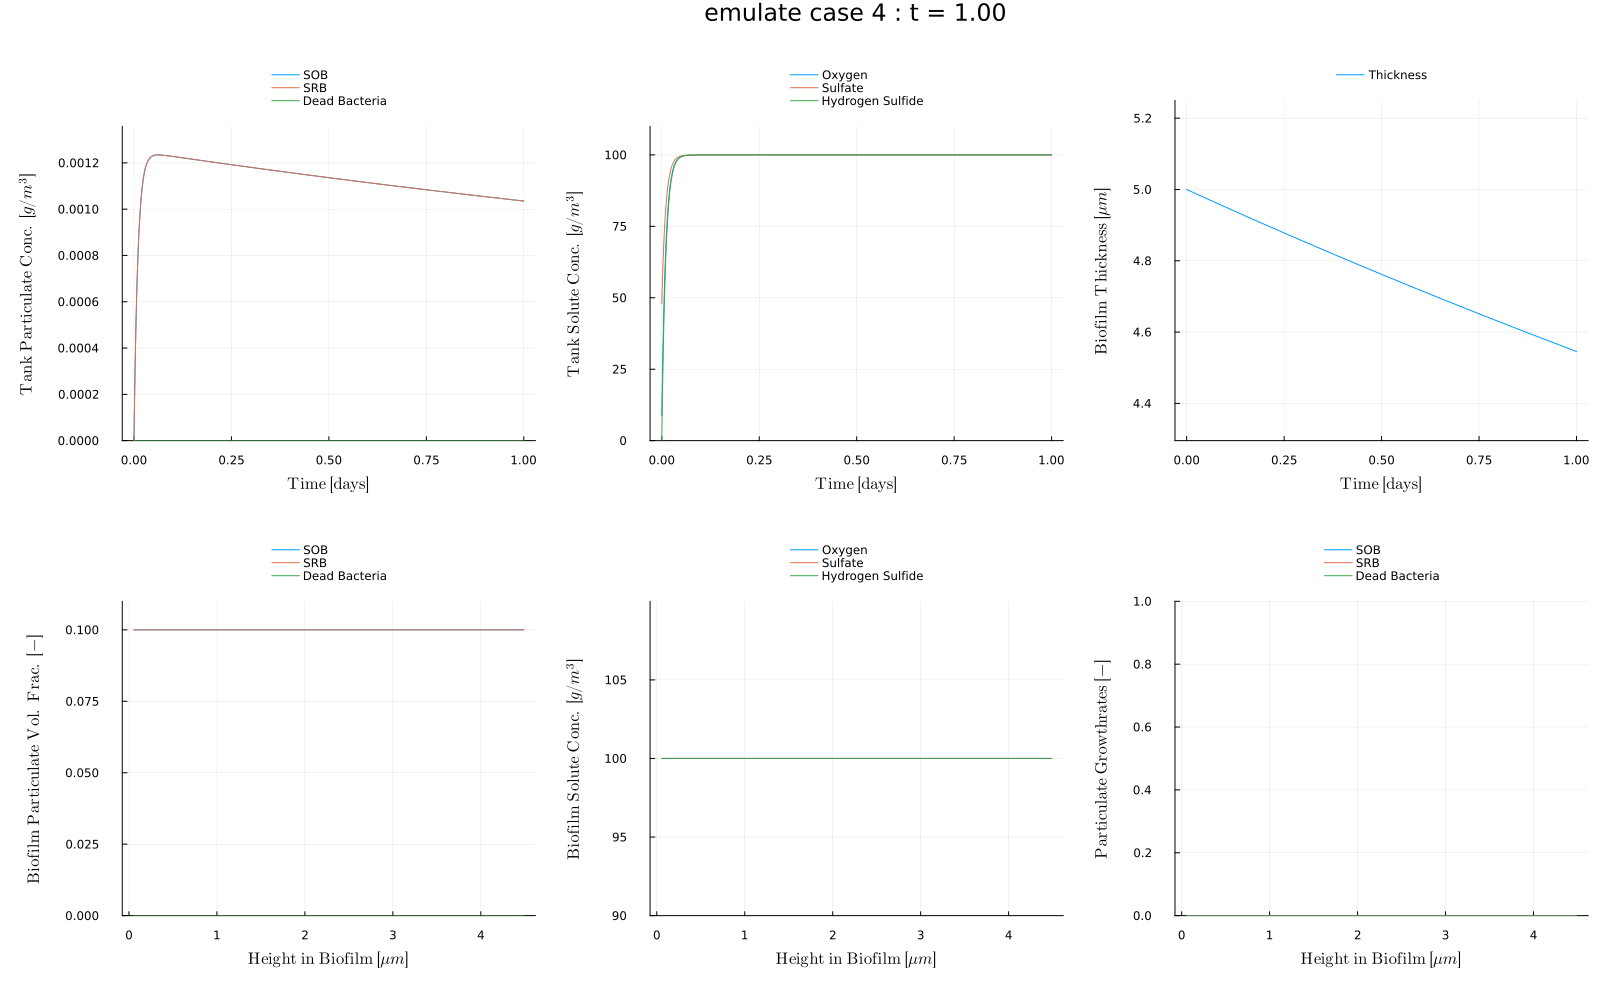 emulate case 4 : t = 1.00
SOB
SRB
Dead Bacteria
Tank Particulate Conc. [g/m³]
0.0012
0.0010
0.0008
0.0006
0.0004
0.0002
0.0000
0.00 0.25 0.50 0.75 1.00
Time [days]
Oxygen
Sulfate
Hydrogen Sulfide
Tank Solute Conc. [g/m³]
100
75
50
25
0
0.00 0.25 0.50 0.75 1.00
Time [days]
Thickness
Biofilm Thickness [μm]
5.2
5.0
4.8
4.6
4.4
0.00 0.25 0.50 0.75 1.00
Time [days]
SOB
SRB
Dead Bacteria
Biofilm Particulate Vol. Frac. [−]
0.100
0.075
0.050
0.025
0.000
0 1 2 3 4
Height in Biofilm [μm]
Oxygen
Sulfate
Hydrogen Sulfide
Biofilm Solute Conc. [g/m³]
105
100
95
90
0 1 2 3 4
Height in Biofilm [μm]
SOB
SRB
Dead Bacteria
Particulate Growthrates [−]
1.0
0.8
0.6
0.4
0.2
0.0
0 1 2 3 4
Height in Biofilm [μm]